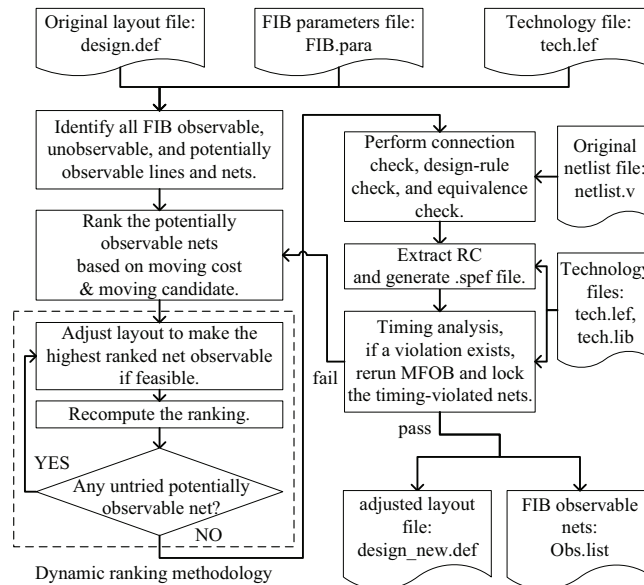 Original layout file:
design.def
FIB parameters file:
FIB.para
Technology file:
tech.lef
Identify all FIB observable,
unobservable, and potentially
observable lines and nets.
Rank the potentially
observable nets
based on moving cost
& moving candidate.
Adjust layout to make the
highest ranked net observable
if feasible.
Recompute the ranking.
YES
Any untried potentially
observable net?
NO
Dynamic ranking methodology
Perform connection
check, design-rule
check, and equivalence
check.
Original
netlist file:
netlist.v
Extract RC
and generate .spef file.
Technology
files:
tech.lef,
tech.lib
Timing analysis,
if a violation exists,
rerun MFOB and lock
the timing-violated nets.
fail
pass
adjusted layout
file:
design_new.def
FIB observable
nets:
Obs.list